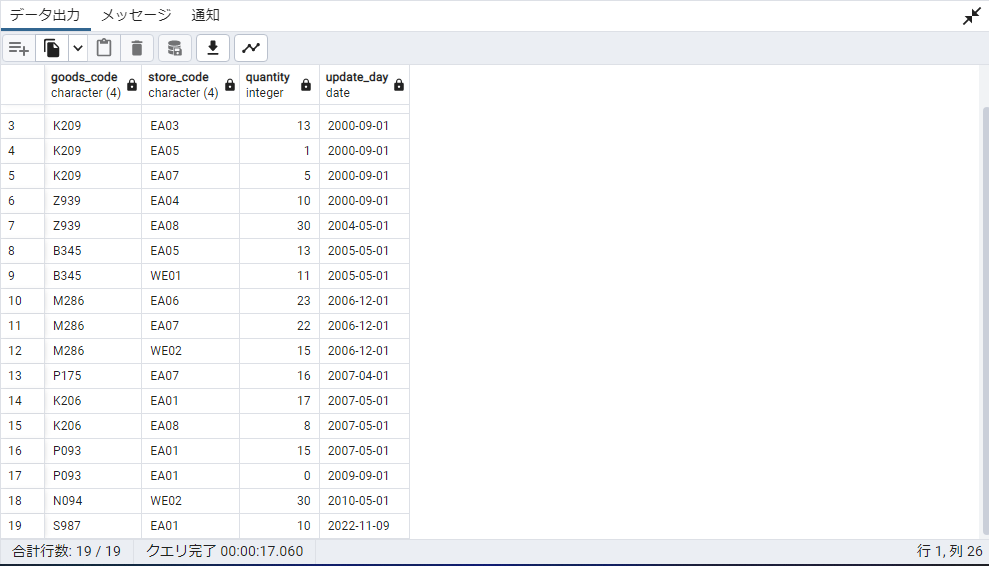 データ出力 メッセージ 通知
goods_code store_code quantity update_day
character (4) character (4) integer date
3 K209 EA03 13 2000-09-01
4 K209 EA05 1 2000-09-01
5 K209 EA07 5 2000-09-01
6 Z939 EA04 10 2000-09-01
7 Z939 EA08 30 2004-05-01
8 B345 EA05 13 2005-05-01
9 B345 WE01 11 2005-05-01
10 M286 EA06 23 2006-12-01
11 M286 EA07 22 2006-12-01
12 M286 WE02 15 2006-12-01
13 P175 EA07 16 2007-04-01
14 K206 EA01 17 2007-05-01
15 K206 EA08 8 2007-05-01
16 P093 EA01 15 2007-05-01
17 P093 EA01 0 2009-09-01
18 N094 WE02 30 2010-05-01
19 S987 EA01 10 2022-11-09
合計行数: 19 / 19 クエリ完了 00:00:17.060 行 1, 列 26